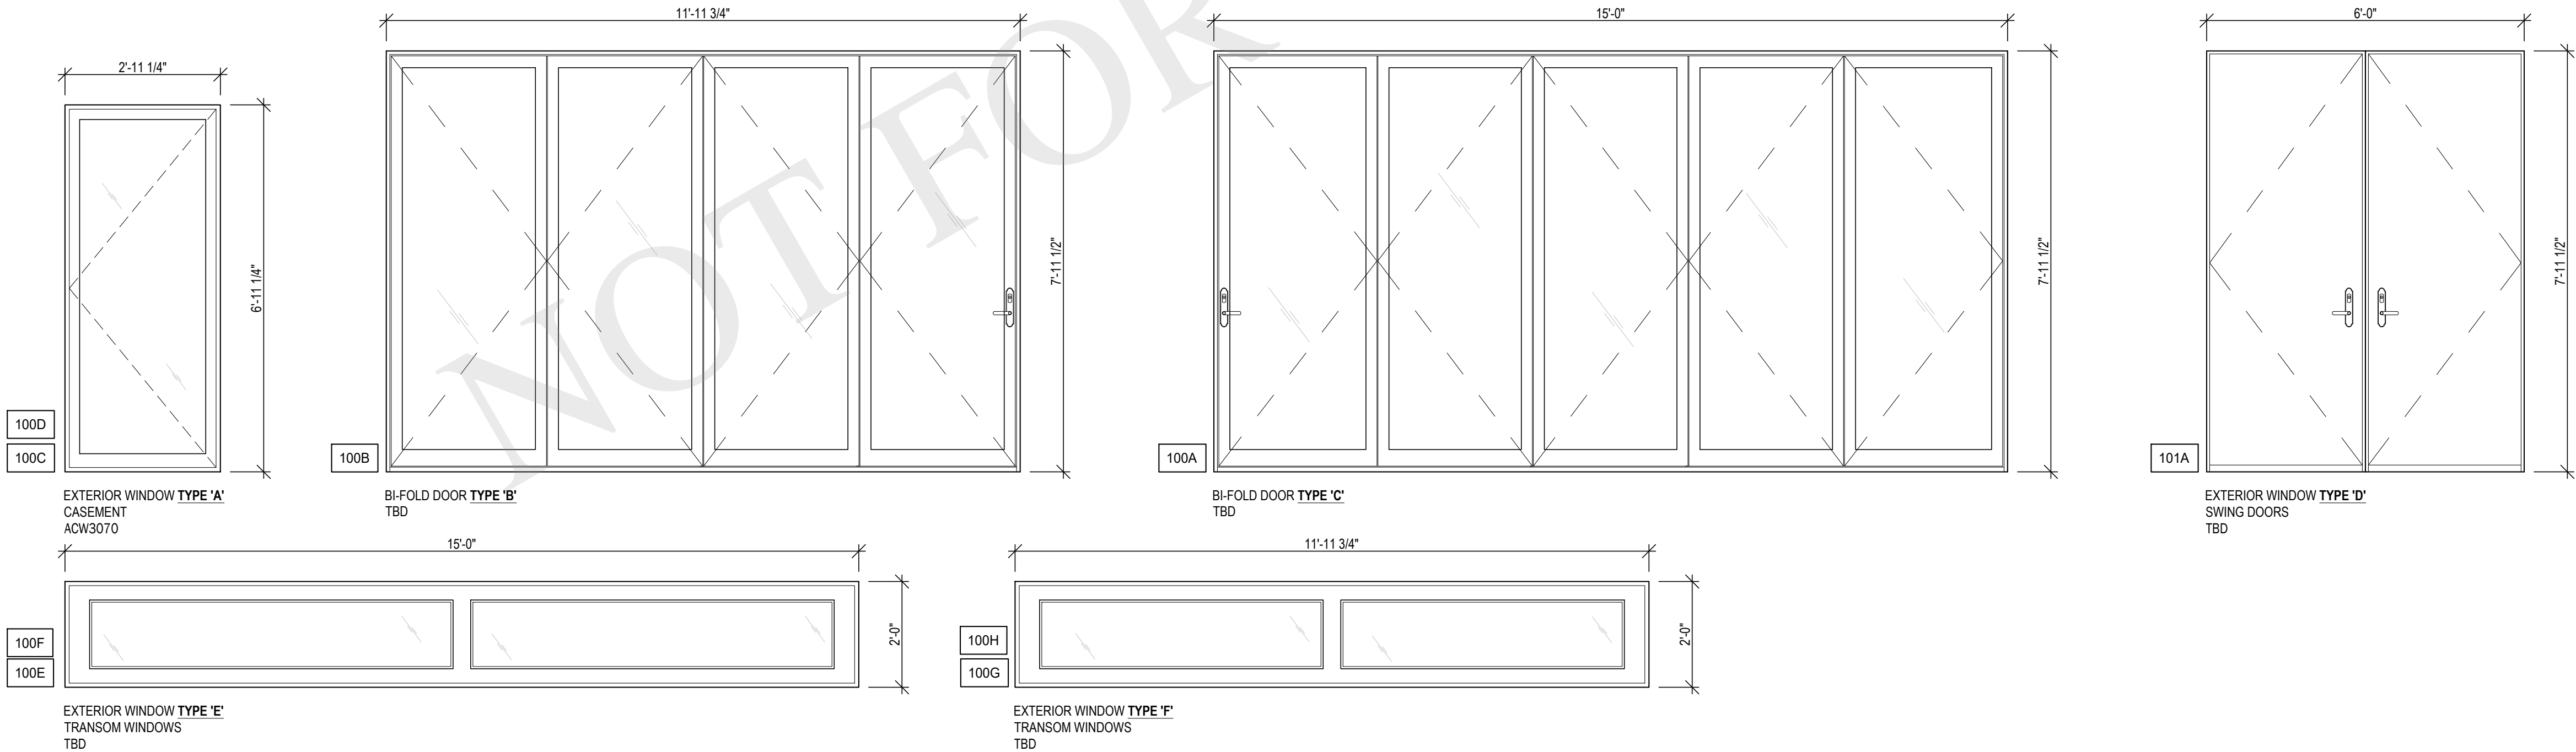 11'-11 3/4"
15'-0"
6'-0"
2'-11 1/4"
6'-11 1/4"
7'-11 1/2"
7'-11 1/2"
7'-11 1/2"
NOT FOR
100D
100C
100B
100A
101A
EXTERIOR WINDOW TYPE 'A'
CASEMENT
ACW3070
BI-FOLD DOOR TYPE 'B'
TBD
BI-FOLD DOOR TYPE 'C'
TBD
EXTERIOR WINDOW TYPE 'D'
SWING DOORS
TBD
15'-0"
11'-11 3/4"
2'-0"
2'-0"
100F
100E
100H
100G
EXTERIOR WINDOW TYPE 'E'
TRANSOM WINDOWS
TBD
EXTERIOR WINDOW TYPE 'F'
TRANSOM WINDOWS
TBD